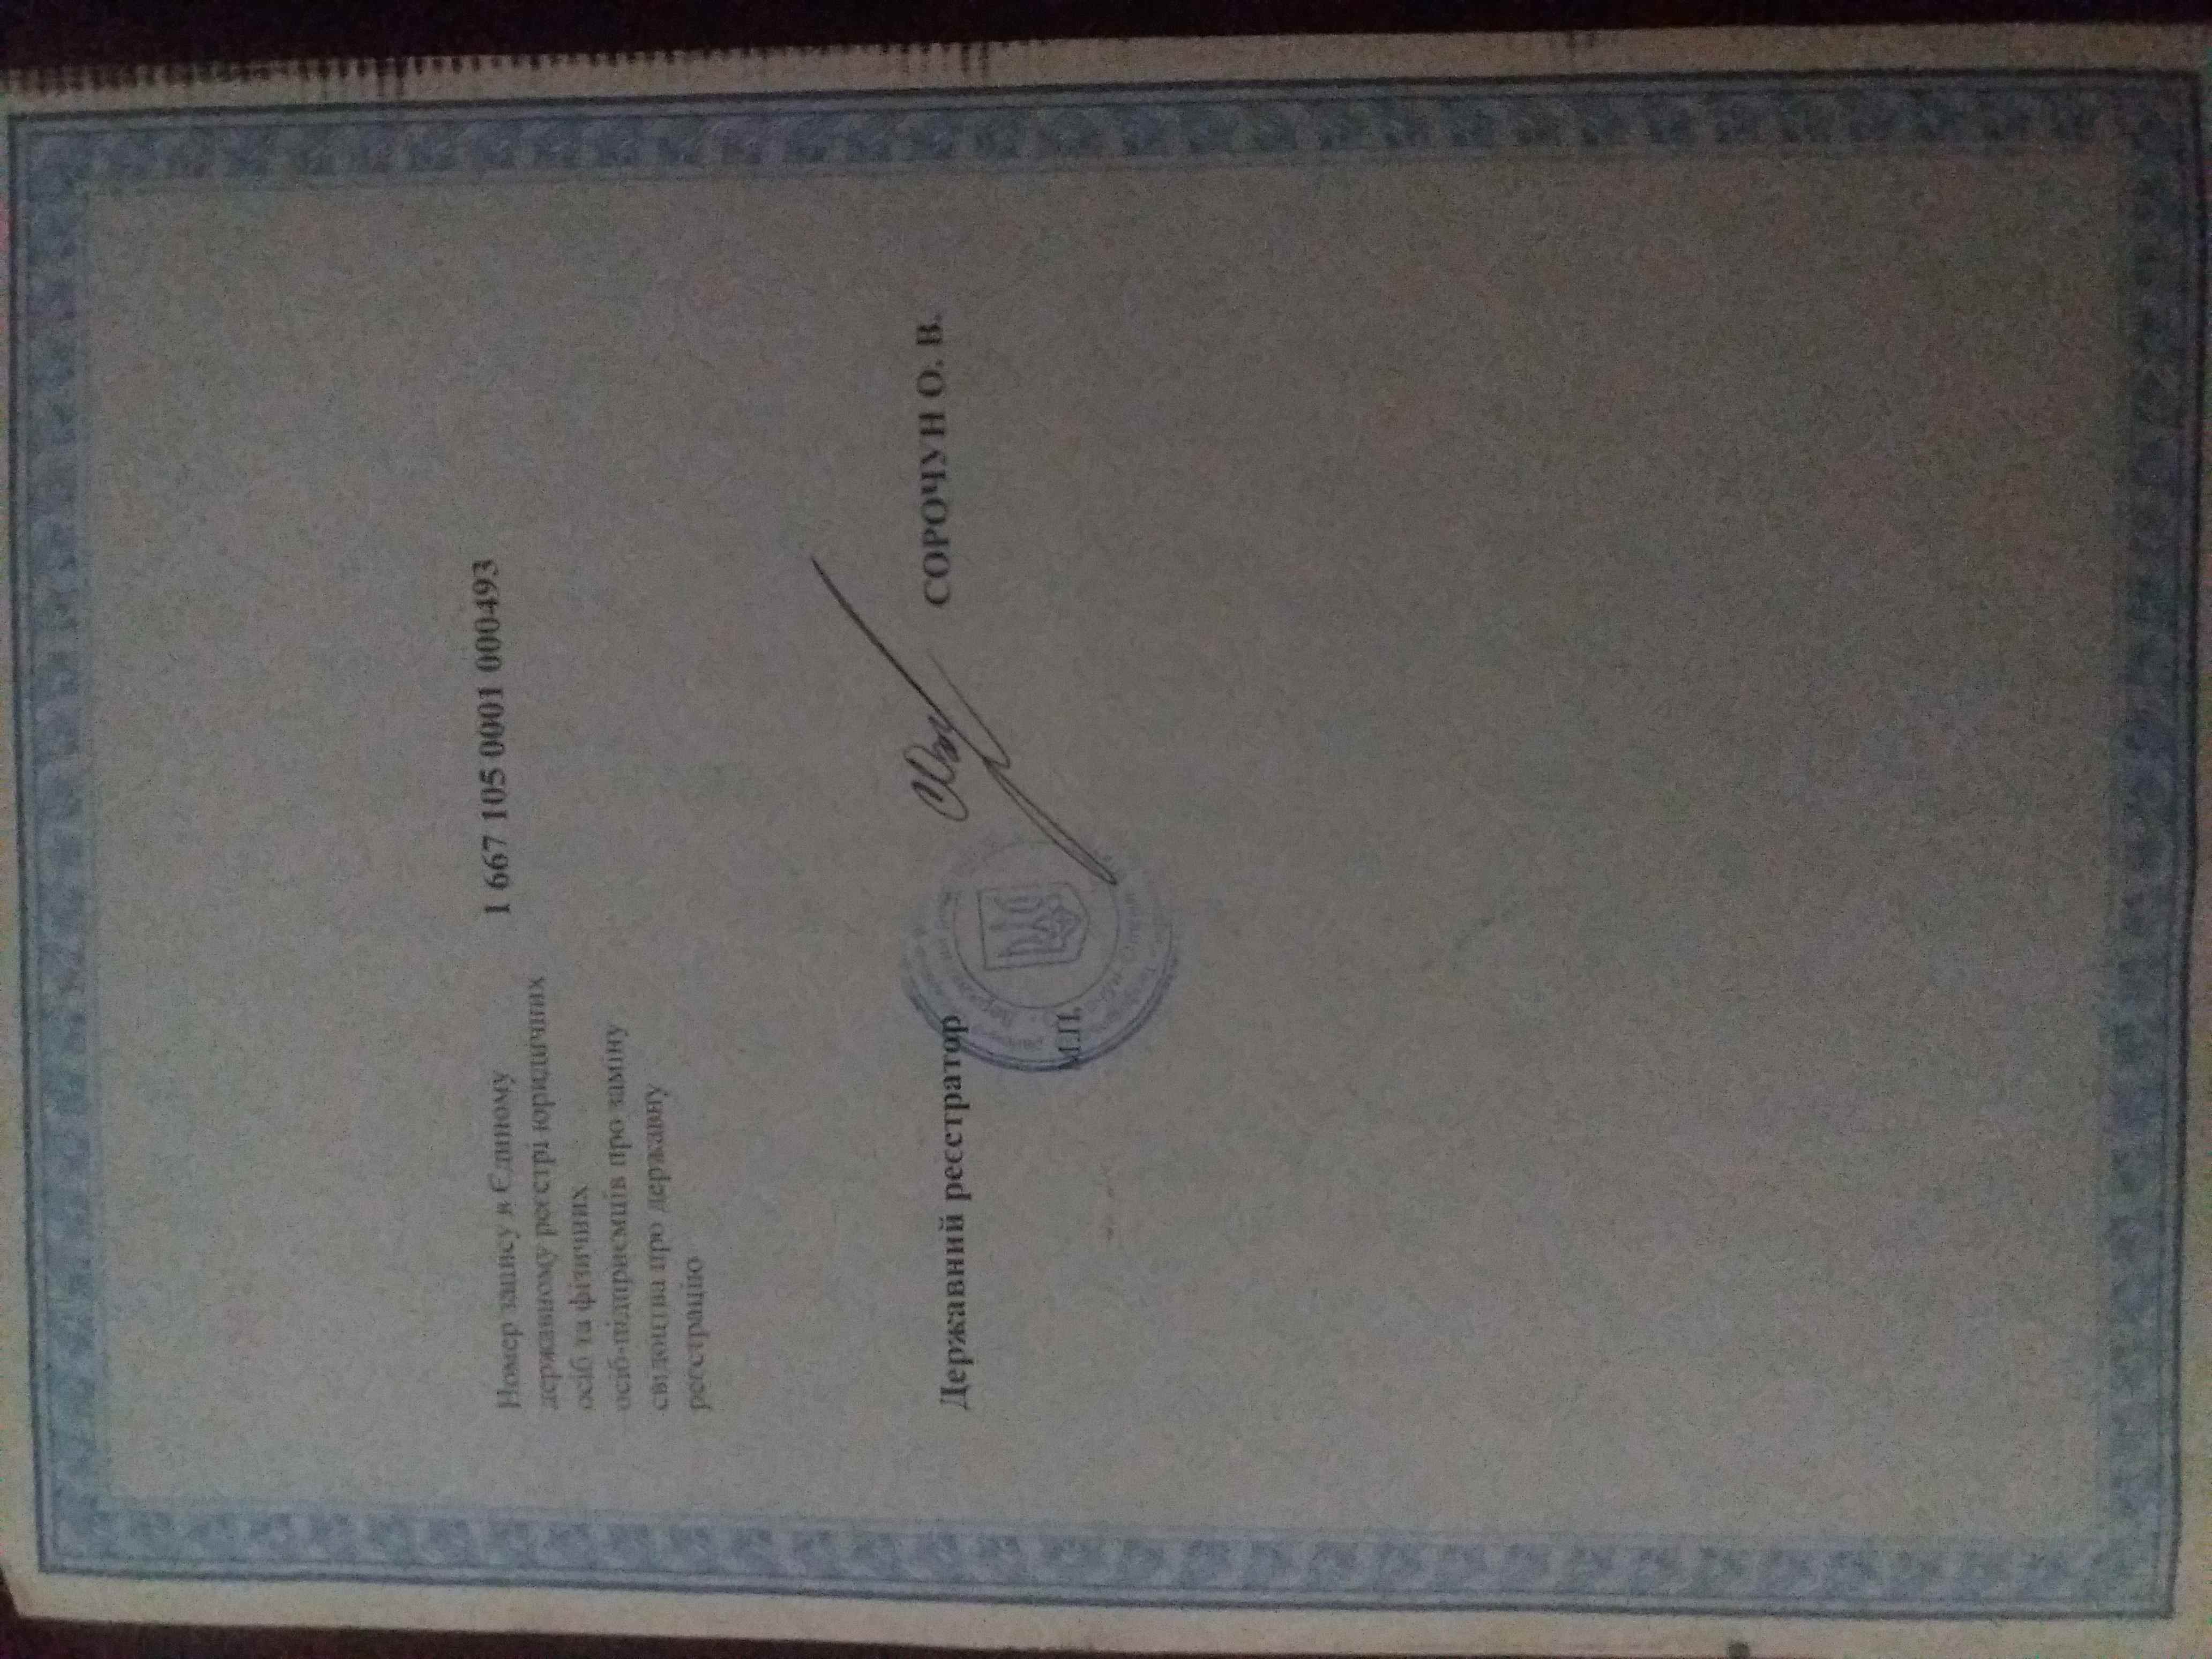 Номер запису в Єдиному
державному реєстрі юридичних
осіб та фізичних
осіб-підприємців про заміну
свідоцтва про державну
реєстрацію
1 667 105 0001 000493
Державний реєстратор
СОРОЧУН О. В.
М.П.